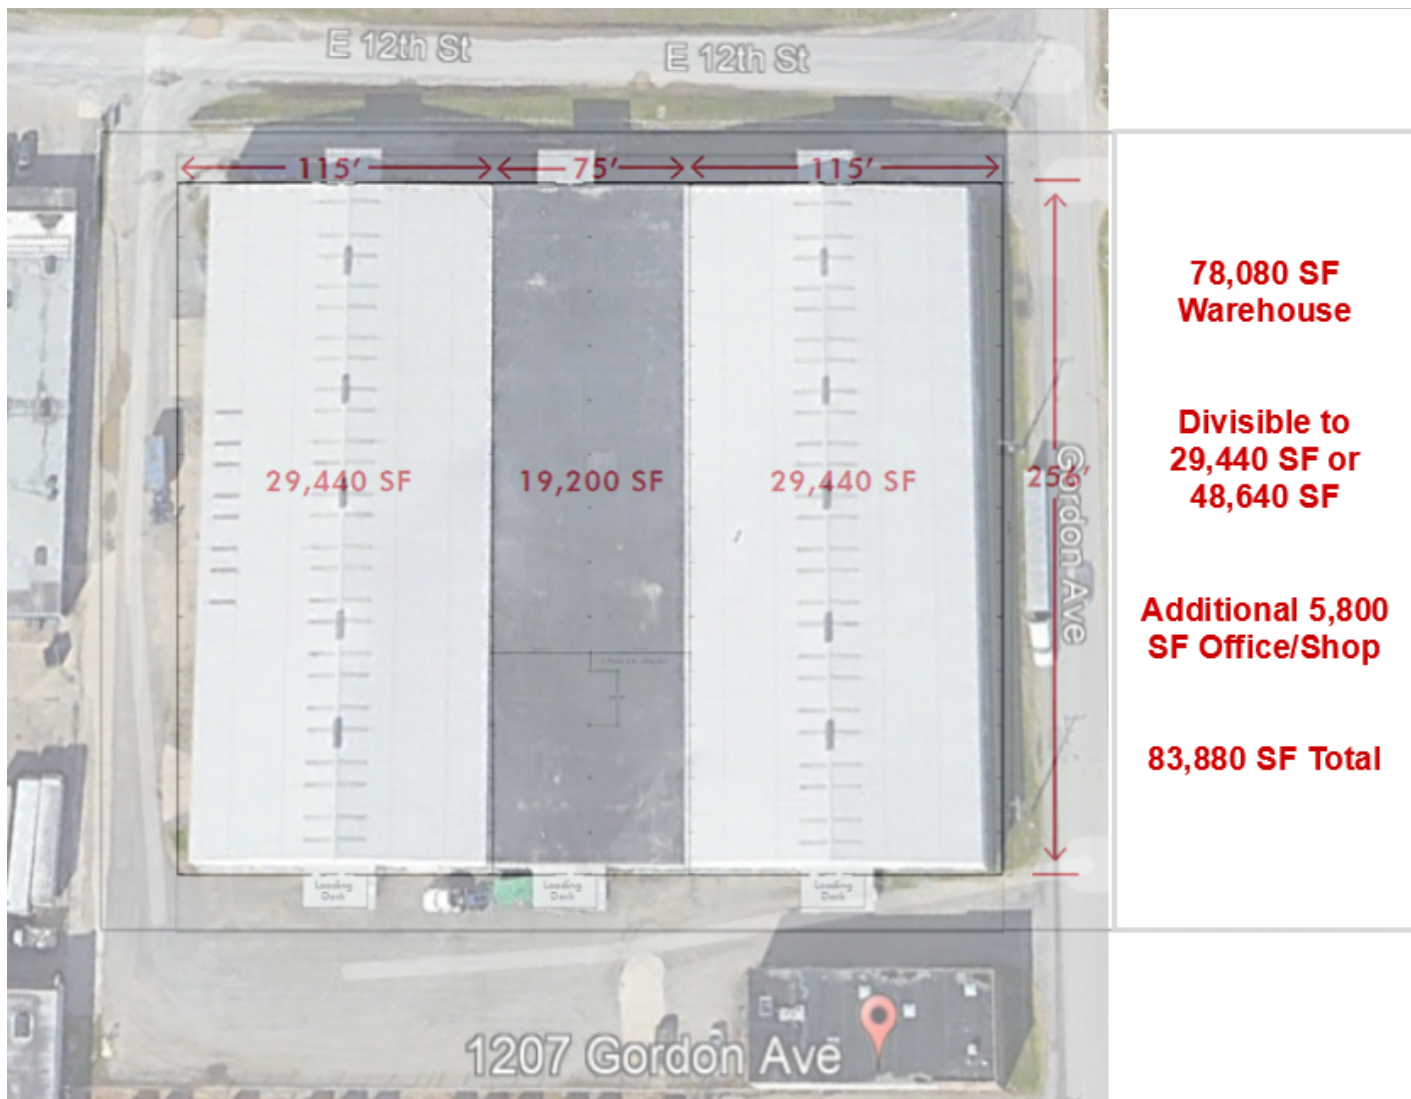 E 12th St
E 12th St
115'
75'
115'
78,080 SF
Warehouse
Divisible to
29,440 SF or
48,640 SF
29,440 SF
19,200 SF
29,440 SF
256'
Gordon Ave
Additional 5,800
SF Office/Shop
83,880 SF Total
Loading
Dock
Loading
Dock
Loading
Dock
1207 Gordon Ave